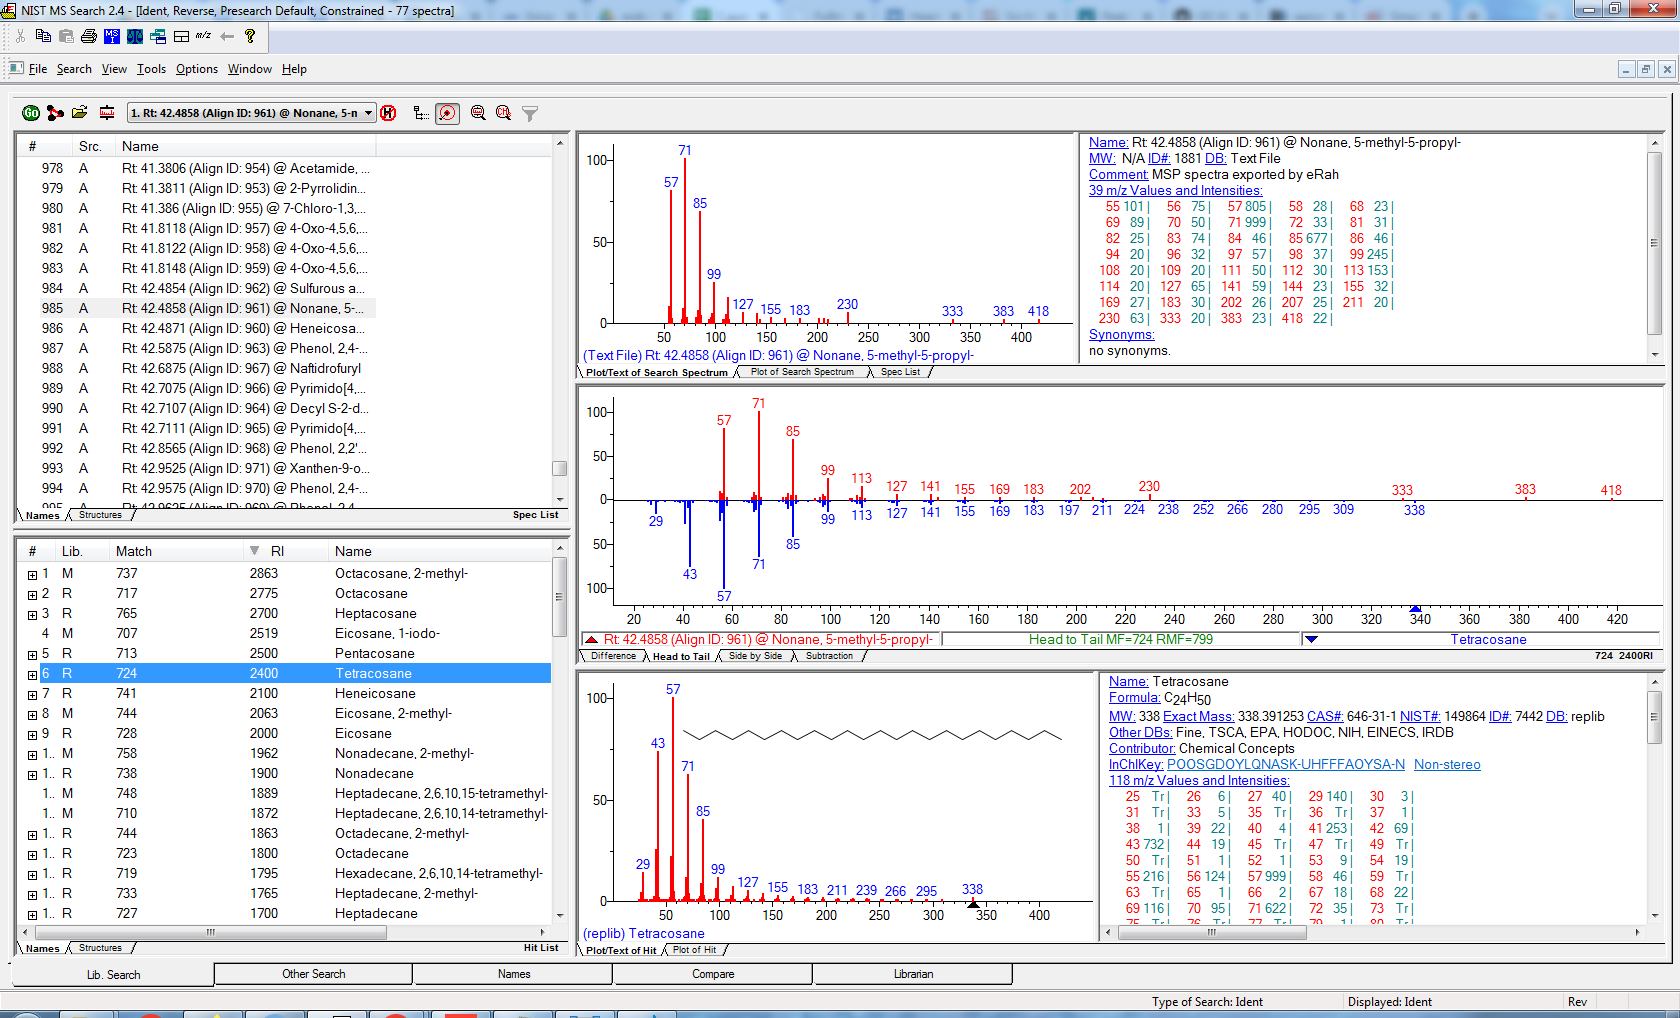 NIST MS Search 2.4 - [Ident, Reverse, Presearch Default, Constrained - 77 spectra]
MS
m/z
?
File Search View Tools Options Window Help
GO 1. Rt: 42.4858 (Align ID: 961) @ Nonane, 5-n
# Src. Name
978 A Rt: 41.3806 (Align ID: 954) @ Acetamide, ...
979 A Rt: 41.3811 (Align ID: 953) @ 2-Pyrrolidin...
980 A Rt: 41.386 (Align ID: 955) @ 7-Chloro-1,3,...
981 A Rt: 41.8118 (Align ID: 957) @ 4-Oxo-4,5,6,...
982 A Rt: 41.8122 (Align ID: 958) @ 4-Oxo-4,5,6,...
983 A Rt: 41.8148 (Align ID: 959) @ 4-Oxo-4,5,6,...
984 A Rt: 42.4854 (Align ID: 962) @ Sulfurous a...
985 A Rt: 42.4858 (Align ID: 961) @ Nonane, 5-...
986 A Rt: 42.4871 (Align ID: 960) @ Heneicosa...
987 A Rt: 42.5875 (Align ID: 963) @ Phenol, 2,4-...
988 A Rt: 42.6875 (Align ID: 967) @ Naftidrofuryl
989 A Rt: 42.7075 (Align ID: 966) @ Pyrimido[4,...
990 A Rt: 42.7107 (Align ID: 964) @ Decyl S-2-d...
991 A Rt: 42.7111 (Align ID: 965) @ Pyrimido[4,...
992 A Rt: 42.8565 (Align ID: 968) @ Phenol, 2,2'...
993 A Rt: 42.9525 (Align ID: 971) @ Xanthen-9-o...
994 A Rt: 42.9575 (Align ID: 970) @ Phenol, 2,4-...
Names Structures Spec List
# Lib. Match RI Name
1 M 737 2863 Octacosane, 2-methyl-
2 R 717 2775 Octacosane
3 R 765 2700 Heptacosane
4 M 707 2519 Eicosane, 1-iodo-
5 R 713 2500 Pentacosane
6 R 724 2400 Tetracosane
7 R 741 2100 Heneicosane
8 M 744 2063 Eicosane, 2-methyl-
9 R 728 2000 Eicosane
1.. M 758 1962 Nonadecane, 2-methyl-
1.. R 738 1900 Nonadecane
1.. M 748 1889 Heptadecane, 2,6,10,15-tetramethyl-
1.. M 710 1872 Heptadecane, 2,6,10,14-tetramethyl-
1.. R 744 1863 Octadecane, 2-methyl-
1.. R 723 1800 Octadecane
1.. R 719 1795 Hexadecane, 2,6,10,14-tetramethyl-
1.. R 733 1765 Heptadecane, 2-methyl-
1.. R 727 1700 Heptadecane
Names Structures Hit List
100 50 0
71 57 85 99 127 155 183 230 333 383 418
50 100 150 200 250 300 350 400
(Text File) Rt: 42.4858 (Align ID: 961) @ Nonane, 5-methyl-5-propyl-
Plot/Text of Search Spectrum Plot of Search Spectrum Spec List
Name: Rt: 42.4858 (Align ID: 961) @ Nonane, 5-methyl-5-propyl-
MW: N/A ID#: 1881 DB: Text File
Comment: MSP spectra exported by eRah
39 m/z Values and Intensities:
55 101 | 56 75 | 57 805 | 58 28 | 68 23 |
69 89 | 70 50 | 71 999 | 72 33 | 81 31 |
82 25 | 83 74 | 84 46 | 85 677 | 86 46 |
94 20 | 96 32 | 97 57 | 98 37 | 99 245 |
108 20 | 109 20 | 111 50 | 112 30 | 113 153 |
114 20 | 127 65 | 141 59 | 144 23 | 155 32 |
169 27 | 183 30 | 202 26 | 207 25 | 211 20 |
230 63 | 333 20 | 383 23 | 418 22 |
Synonyms:
no synonyms.
100 50 0 50 100
71 57 85 99 113 127 141 155 169 183 202 230 333 383 418
29 43 57 71 85 99 113 127 141 155 169 183 197 211 224 238 252 266 280 295 309 338
20 40 60 80 100 120 140 160 180 200 220 240 260 280 300 320 340 360 380 400 420
Rt: 42.4858 (Align ID: 961) @ Nonane, 5-methyl-5-propyl- Head to Tail MF=724 RMF=799 Tetracosane
Difference Head to Tail Side by Side Subtraction 724 2400RI
100 50 0
57 43 71 85 29 99 127 155 183 211 239 266 295 338
50 100 150 200 250 300 350 400
(replib) Tetracosane
Plot/Text of Hit Plot of Hit
Name: Tetracosane
Formula: C24H50
MW: 338 Exact Mass: 338.391253 CAS#: 646-31-1 NIST#: 149864 ID#: 7442 DB: replib
Other DBs: Fine, TSCA, EPA, HODOC, NIH, EINECS, IRDB
Contributor: Chemical Concepts
InChIKey: POOSGDOYLQNASK-UHFFFAOYSA-N Non-stereo
118 m/z Values and Intensities:
25 Tr | 26 6 | 27 40 | 29 140 | 30 3 |
31 Tr | 33 5 | 35 Tr | 36 Tr | 37 1 |
38 1 | 39 22 | 40 4 | 41 253 | 42 69 |
43 732 | 44 19 | 45 Tr | 47 Tr | 49 Tr |
50 Tr | 51 1 | 52 1 | 53 9 | 54 19 |
55 216 | 56 124 | 57 999 | 58 46 | 59 Tr |
63 Tr | 65 1 | 66 2 | 67 18 | 68 22 |
69 116 | 70 95 | 71 622 | 72 35 | 73 Tr |
Lib. Search Other Search Names Compare Librarian
Type of Search: Ident Displayed: Ident Rev